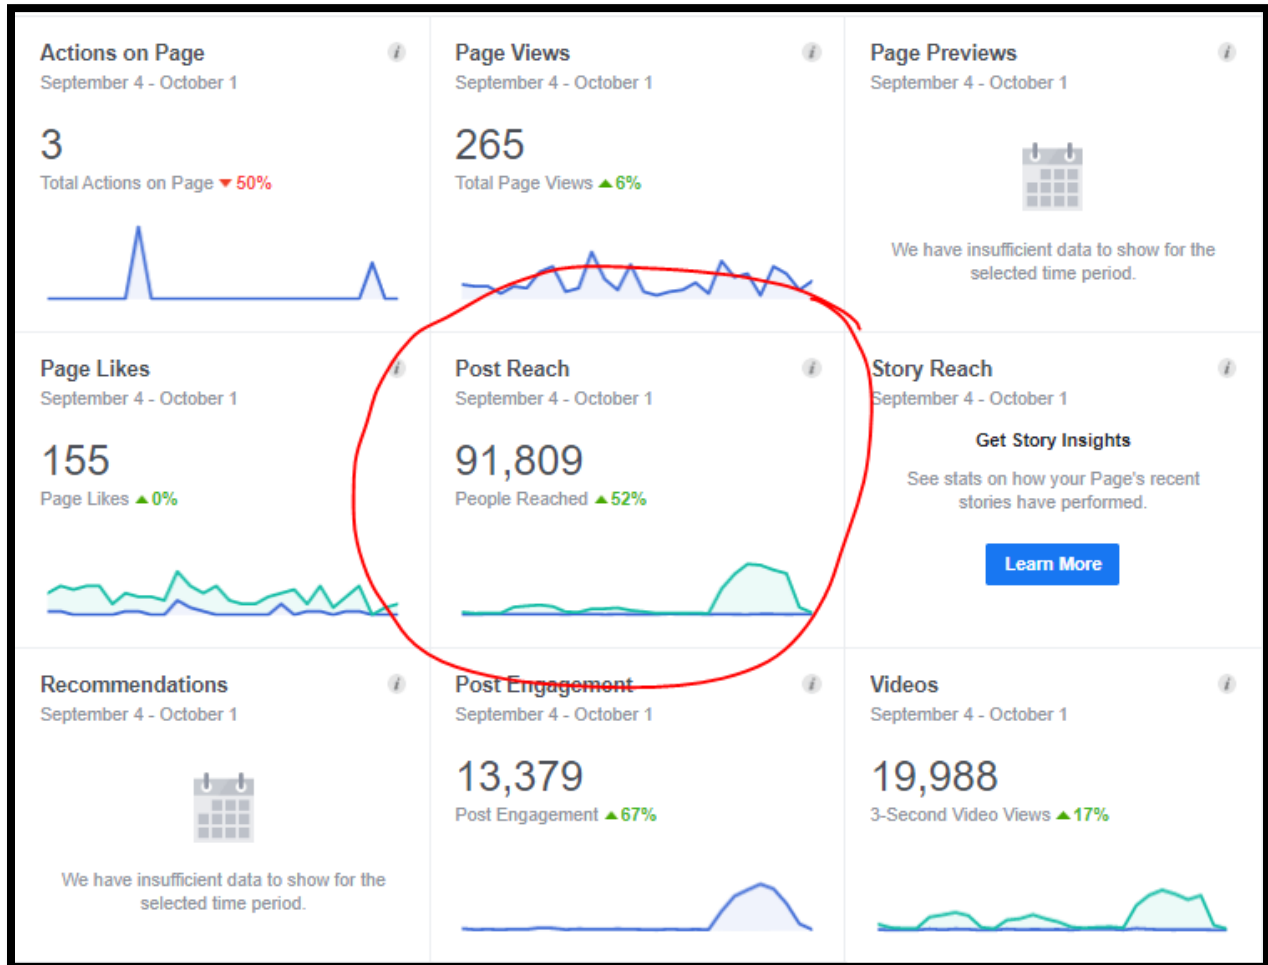 Actions on Page
September 4 - October 1
3
Total Actions on Page ▼ 50%
Page Views
September 4 - October 1
265
Total Page Views ▲ 6%
Page Previews
September 4 - October 1
We have insufficient data to show for the
selected time period.
Page Likes
September 4 - October 1
155
Page Likes ▲ 0%
Post Reach
September 4 - October 1
91,809
People Reached ▲ 52%
Story Reach
September 4 - October 1
Get Story Insights
See stats on how your Page's recent
stories have performed.
Learn More
Recommendations
September 4 - October 1
We have insufficient data to show for the
selected time period.
Post Engagement
September 4 - October 1
13,379
Post Engagement ▲ 67%
Videos
September 4 - October 1
19,988
3-Second Video Views ▲ 17%